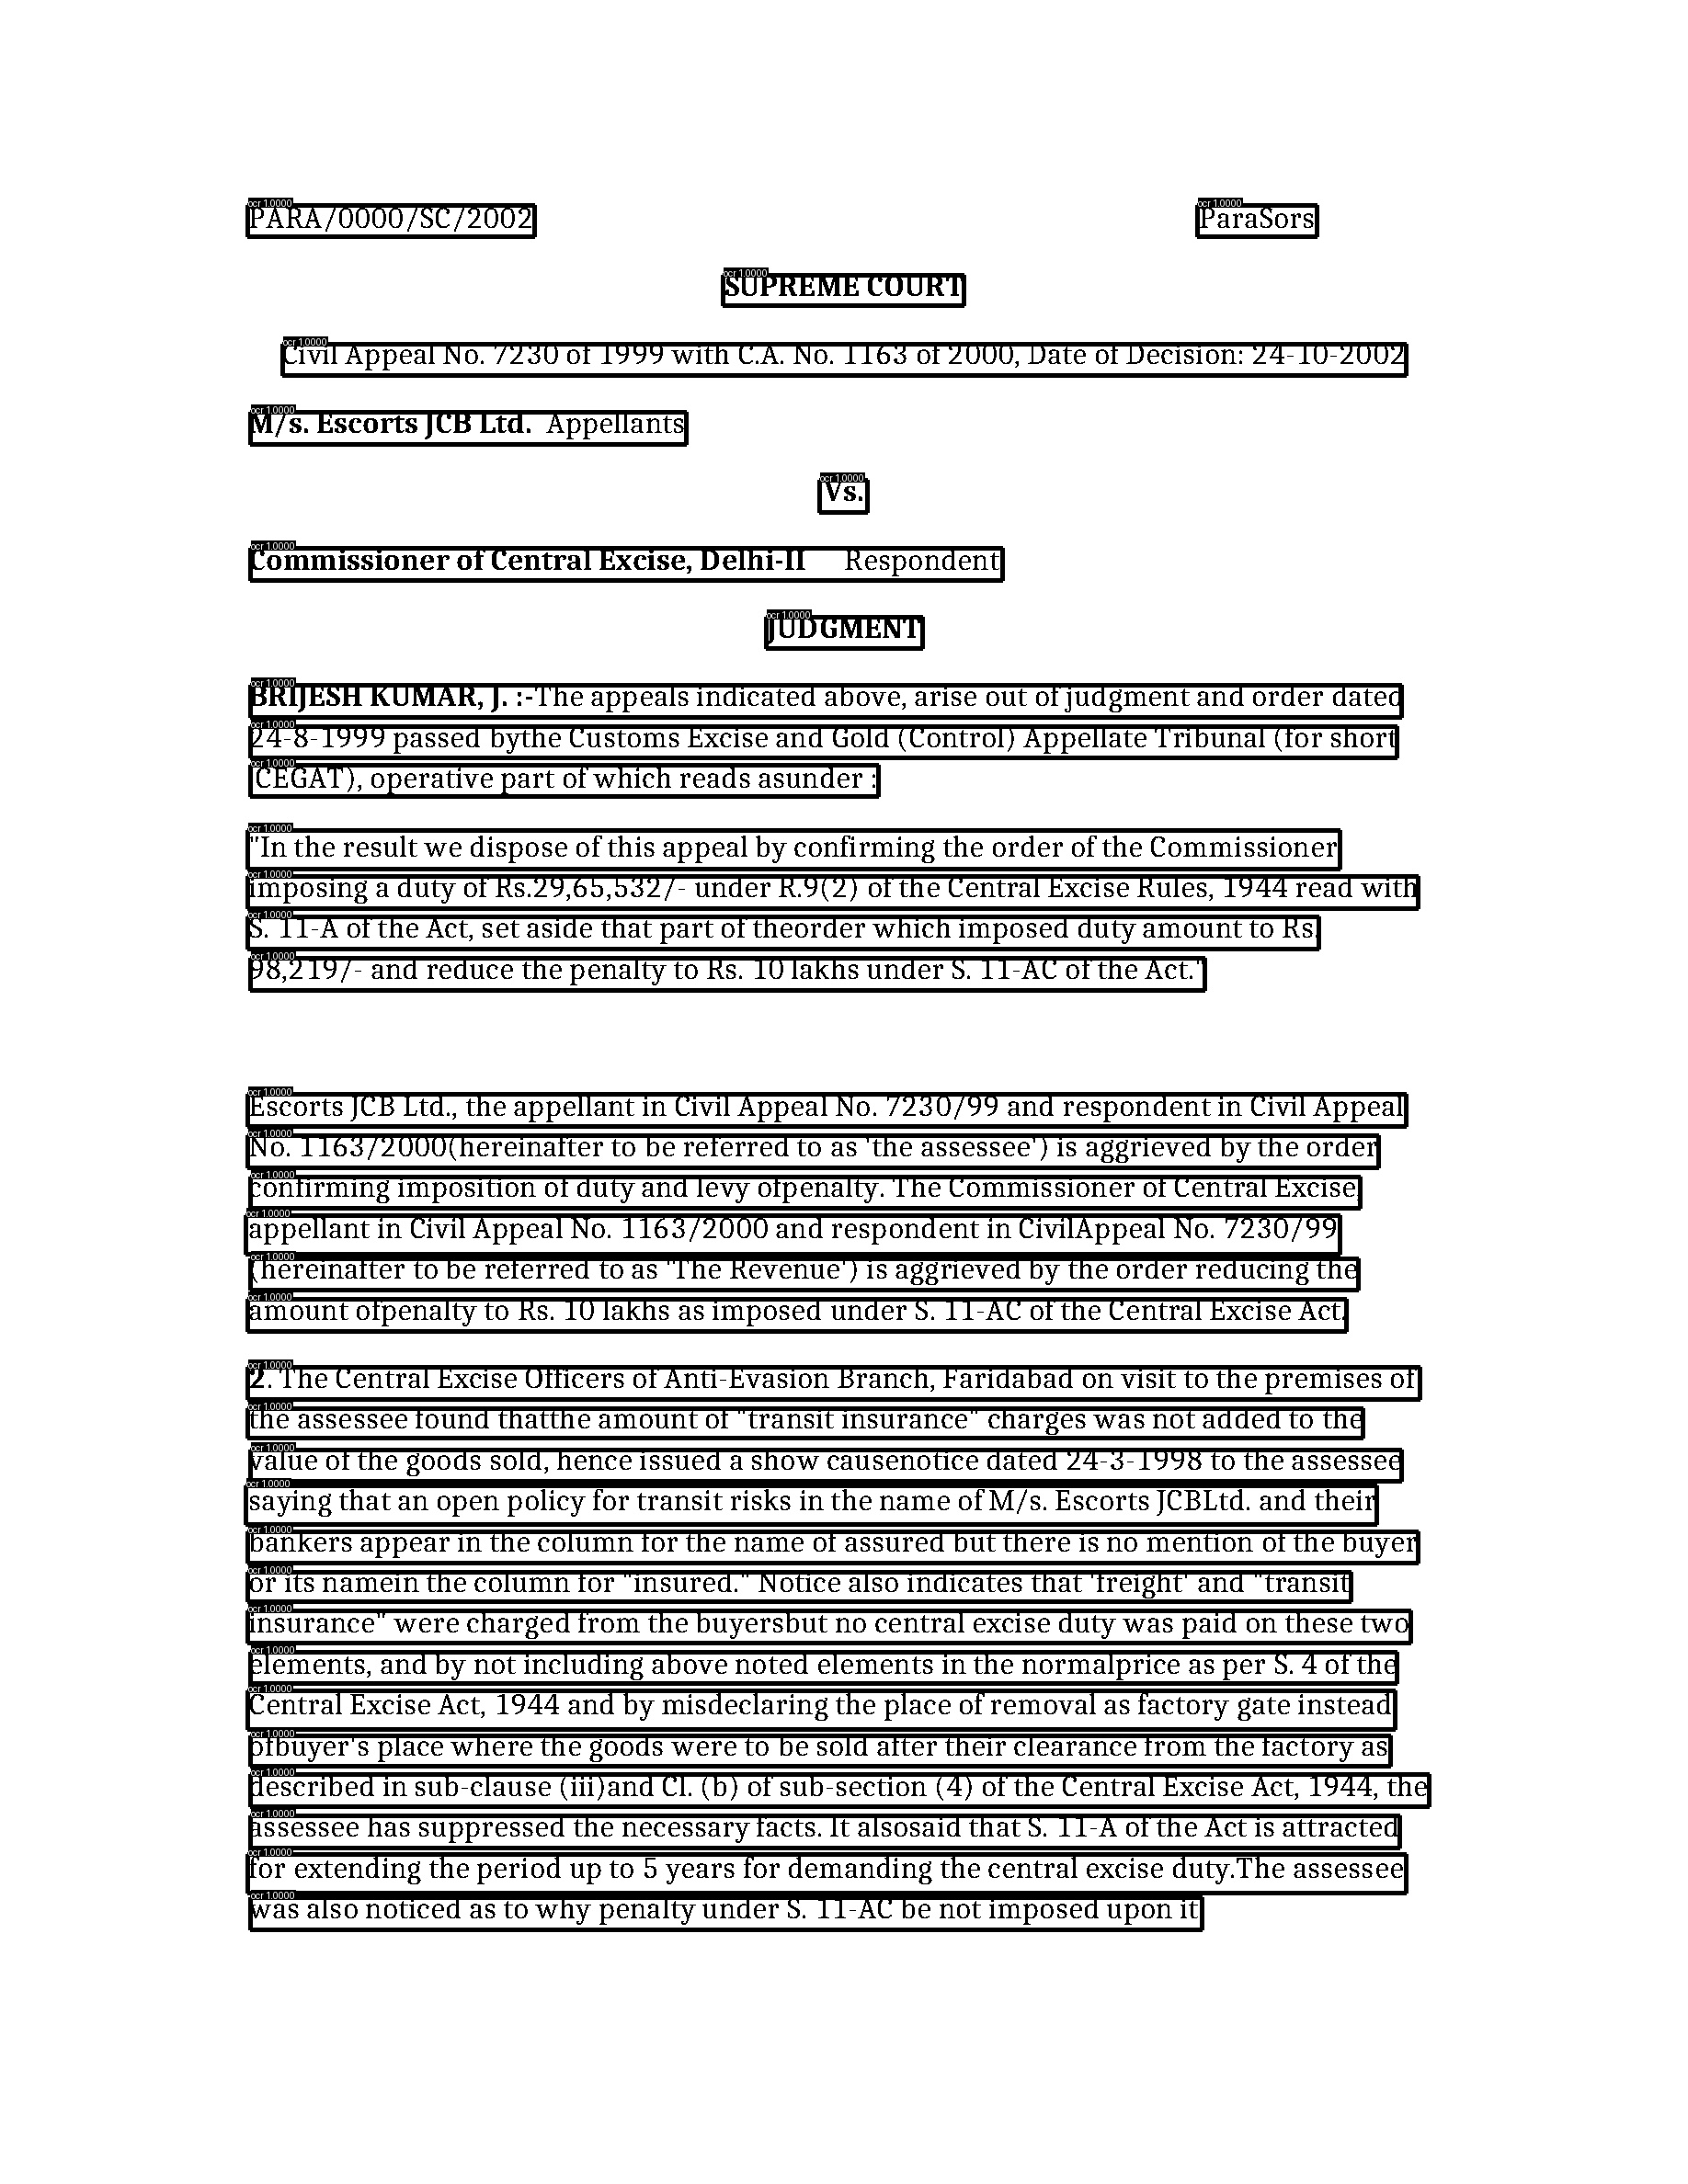 PARA/0000/SC/2002 ParaSors
SUPREME COURT
Civil Appeal No. 7230 of 1999 with C.A. No. 1163 of 2000, Date of Decision: 24-10-2002
M/s. Escorts JCB Ltd. Appellants
Vs.
Commissioner of Central Excise, Delhi-II Respondent
JUDGMENT
BRIJESH KUMAR, J. :-The appeals indicated above, arise out of judgment and order dated
24-8-1999 passed bythe Customs Excise and Gold (Control) Appellate Tribunal (for short
'CEGAT), operative part of which reads asunder :
"In the result we dispose of this appeal by confirming the order of the Commissioner
imposing a duty of Rs.29,65,532/- under R.9(2) of the Central Excise Rules, 1944 read with
S. 11-A of the Act, set aside that part of theorder which imposed duty amount to Rs.
98,219/- and reduce the penalty to Rs. 10 lakhs under S. 11-AC of the Act."
Escorts JCB Ltd., the appellant in Civil Appeal No. 7230/99 and respondent in Civil Appeal
No. 1163/2000(hereinafter to be referred to as 'the assessee') is aggrieved by the order
confirming imposition of duty and levy ofpenalty. The Commissioner of Central Excise,
appellant in Civil Appeal No. 1163/2000 and respondent in CivilAppeal No. 7230/99
(hereinafter to be referred to as 'The Revenue') is aggrieved by the order reducing the
amount ofpenalty to Rs. 10 lakhs as imposed under S. 11-AC of the Central Excise Act.
2. The Central Excise Officers of Anti-Evasion Branch, Faridabad on visit to the premises of
the assessee found thatthe amount of "transit insurance" charges was not added to the
value of the goods sold, hence issued a show causenotice dated 24-3-1998 to the assessee
saying that an open policy for transit risks in the name of M/s. Escorts JCBLtd. and their
bankers appear in the column for the name of assured but there is no mention of the buyer
or its namein the column for "insured." Notice also indicates that 'freight' and "transit
insurance" were charged from the buyersbut no central excise duty was paid on these two
elements, and by not including above noted elements in the normalprice as per S. 4 of the
Central Excise Act, 1944 and by misdeclaring the place of removal as factory gate instead
ofbuyer's place where the goods were to be sold after their clearance from the factory as
described in sub-clause (iii)and Cl. (b) of sub-section (4) of the Central Excise Act, 1944, the
assessee has suppressed the necessary facts. It alsosaid that S. 11-A of the Act is attracted
for extending the period up to 5 years for demanding the central excise duty.The assessee
was also noticed as to why penalty under S. 11-AC be not imposed upon it